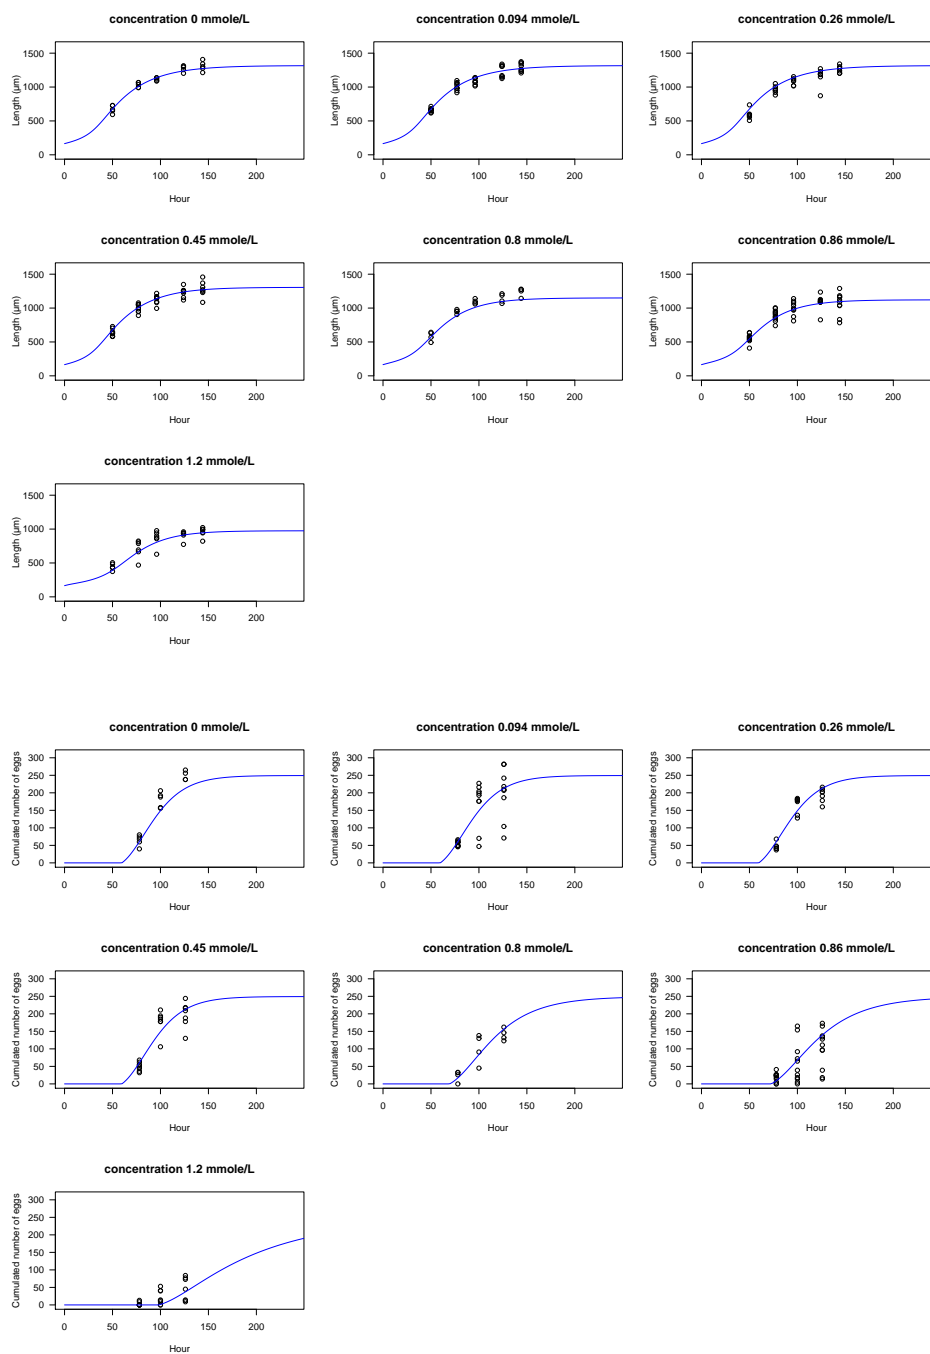 concentration 0 mmole/L
concentration 0.094 mmole/L
concentration 0.26 mmole/L
Length (µm)
0
500
1000
1500
0 50 100 150 200
Hour
Length (µm)
0
500
1000
1500
0 50 100 150 200
Hour
Length (µm)
0
500
1000
1500
0 50 100 150 200
Hour
concentration 0.45 mmole/L
concentration 0.8 mmole/L
concentration 0.86 mmole/L
Length (µm)
0
500
1000
1500
0 50 100 150 200
Hour
Length (µm)
0
500
1000
1500
0 50 100 150 200
Hour
Length (µm)
0
500
1000
1500
0 50 100 150 200
Hour
concentration 1.2 mmole/L
Length (µm)
0
500
1000
1500
0 50 100 150 200
Hour
concentration 0 mmole/L
concentration 0.094 mmole/L
concentration 0.26 mmole/L
Cumulated number of eggs
0
50
100
150
200
250
300
0 50 100 150 200
Hour
Cumulated number of eggs
0
50
100
150
200
250
300
0 50 100 150 200
Hour
Cumulated number of eggs
0
50
100
150
200
250
300
0 50 100 150 200
Hour
concentration 0.45 mmole/L
concentration 0.8 mmole/L
concentration 0.86 mmole/L
Cumulated number of eggs
0
50
100
150
200
250
300
0 50 100 150 200
Hour
Cumulated number of eggs
0
50
100
150
200
250
300
0 50 100 150 200
Hour
Cumulated number of eggs
0
50
100
150
200
250
300
0 50 100 150 200
Hour
concentration 1.2 mmole/L
Cumulated number of eggs
0
50
100
150
200
250
300
0 50 100 150 200
Hour